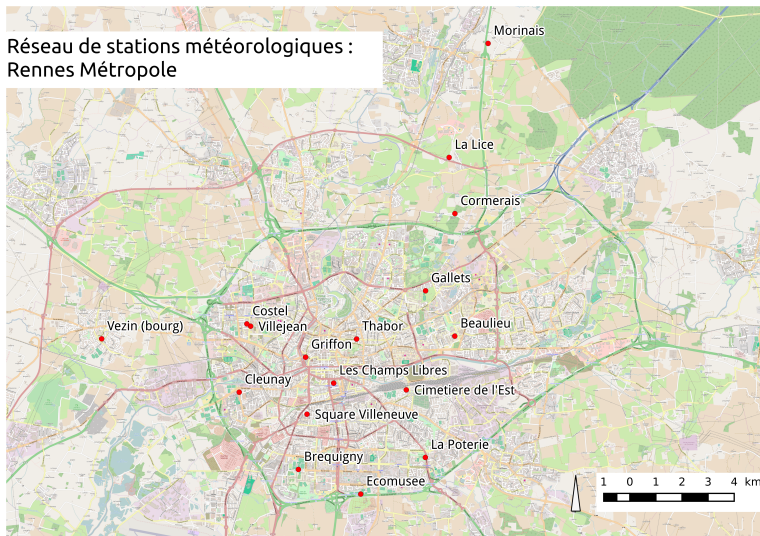 Réseau de stations météorologiques :
Rennes Métropole
Morinais
La Lice
Cormerais
Gallets
Costel
Villejean
Vezin (bourg)
Thabor
Beaulieu
Griffon
Les Champs Libres
Cleunay
Cimetiere de l'Est
Square Villeneuve
La Poterie
Brequigny
Ecomusee
1 0 1 2 3 4 km